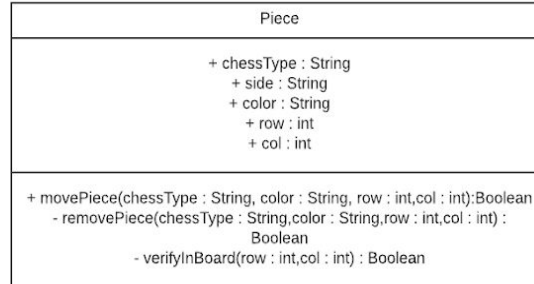 Piece
+ chessType : String
+ side : String
+ color : String
+ row : int
+ col : int
+ movePiece(chessType : String, color : String, row : int,col : int):Boolean
- removePiece(chessType : String,color : String,row : int,col : int) :
Boolean
- verifyInBoard(row : int,col : int) : Boolean